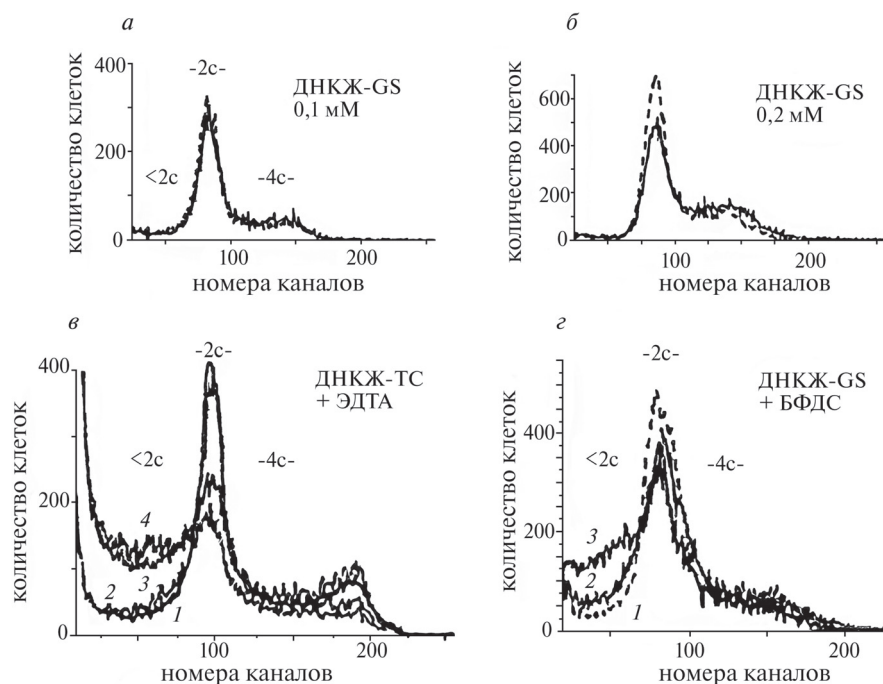 а
количество клеток
400
200
0
-2c-
<2c
-4c-
ДНКЖ-GS
0,1 мМ
100
200
номера каналов
б
количество клеток
600
400
200
0
ДНКЖ-GS
0,2 мМ
100
200
номера каналов
в
количество клеток
400
200
0
-2c-
<2c
-4c-
ДНКЖ-ТС
+ ЭДТА
4
2
3
1
100
200
номера каналов
г
количество клеток
400
200
0
-2c-
<2c
-4c-
ДНКЖ-GS
+ БФДС
3
2
1
100
200
номера каналов